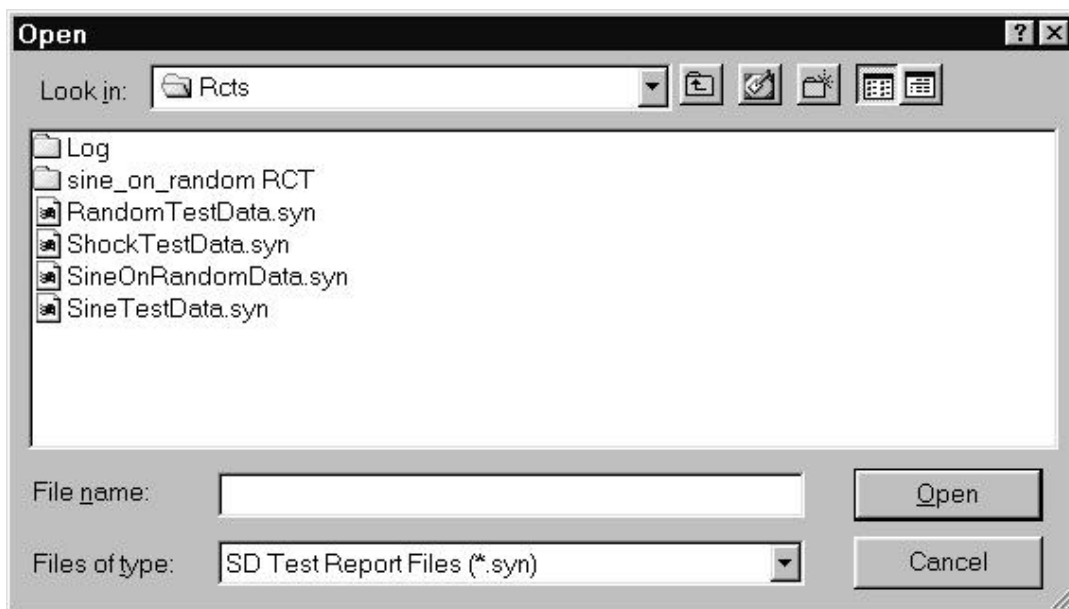 Open
Look in: Rcts
Log
sine_on_random RCT
RandomTestData.syn
ShockTestData.syn
SineOnRandomData.syn
SineTestData.syn
File name: Open
Files of type: SD Test Report Files (*.syn) Cancel